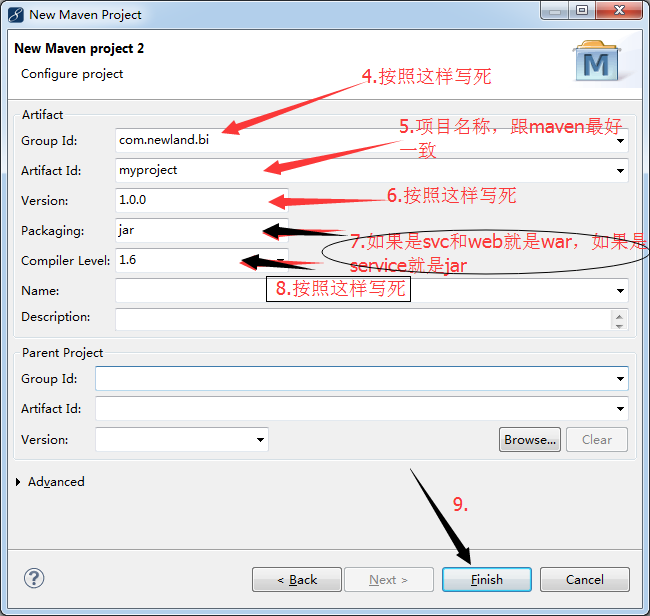 New Maven Project
New Maven project 2
Configure project
4.按照这样写死
Artifact
Group Id: com.newland.bi
5.项目名称，跟maven最好
一致
Artifact Id: myproject
Version: 1.0.0
6.按照这样写死
Packaging: jar
7.如果是svc和web就是war，如果是
service就是jar
Compiler Level: 1.6
8.按照这样写死
Name:
Description:
Parent Project
Group Id:
Artifact Id:
Version:
Browse... Clear
Advanced
9.
< Back Next > Finish Cancel